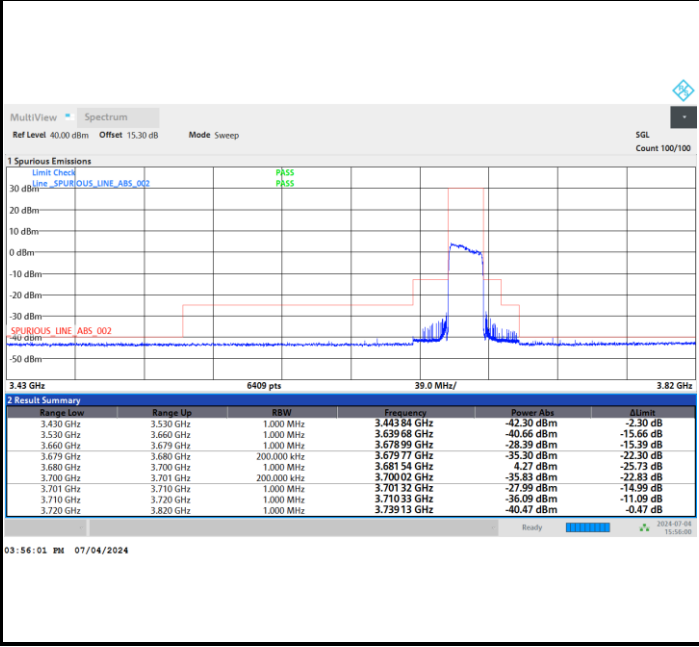 MultiView Spectrum
Ref Level 40.00 dBm Offset 15.30 dB Mode Sweep SGL
Count 100/100
1 Spurious Emissions
Limit Check PASS
Line _SPURIOUS_LINE_ABS_002 PASS
30 dBm
20 dBm
10 dBm
0 dBm
-10 dBm
-20 dBm
-30 dBm
_SPURIOUS_LINE_ABS_002
-40 dBm
-50 dBm
3.43 GHz 6409 pts 39.0 MHz/ 3.82 GHz
2 Result Summary
Range Low Range Up RBW Frequency Power Abs ΔLimit
3.430 GHz 3.530 GHz 1.000 MHz 3.443 84 GHz -42.30 dBm -2.30 dB
3.530 GHz 3.660 GHz 1.000 MHz 3.639 68 GHz -40.66 dBm -15.66 dB
3.660 GHz 3.679 GHz 1.000 MHz 3.678 99 GHz -28.39 dBm -15.39 dB
3.679 GHz 3.680 GHz 200.000 kHz 3.679 77 GHz -35.30 dBm -22.30 dB
3.680 GHz 3.700 GHz 1.000 MHz 3.681 54 GHz 4.27 dBm -25.73 dB
3.700 GHz 3.701 GHz 200.000 kHz 3.700 02 GHz -35.83 dBm -22.83 dB
3.701 GHz 3.710 GHz 1.000 MHz 3.701 32 GHz -27.99 dBm -14.99 dB
3.710 GHz 3.720 GHz 1.000 MHz 3.710 33 GHz -36.09 dBm -11.09 dB
3.720 GHz 3.820 GHz 1.000 MHz 3.739 13 GHz -40.47 dBm -0.47 dB
Ready 2024-07-04
15:56:00
03:56:01 PM 07/04/2024